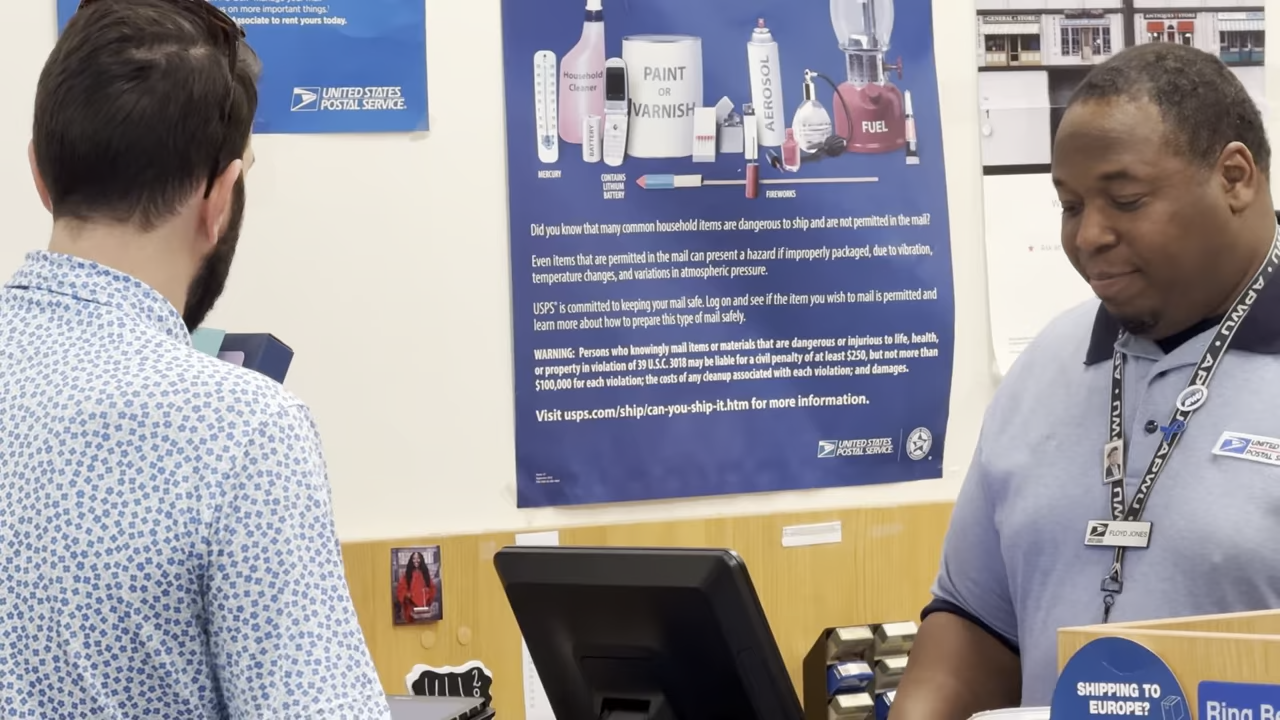 us on more important things.
Associate to rent yours today.
UNITED STATES
POSTAL SERVICE.
Household
Cleaner
PAINT
OR
VARNISH
AEROSOL
FUEL
BATTERY
MERCURY
CONTAINS
LITHIUM
BATTERY
FIREWORKS
Did you know that many common household items are dangerous to ship and are not permitted in the mail?
Even items that are permitted in the mail can present a hazard if improperly packaged, due to vibration,
temperature changes, and variations in atmospheric pressure.
USPS® is committed to keeping your mail safe. Log on and see if the item you wish to mail is permitted and
learn more about how to prepare this type of mail safely.
WARNING: Persons who knowingly mail items or materials that are dangerous or injurious to life, health,
or property in violation of 39 U.S.C. 3018 may be liable for a civil penalty of at least $250, but not more than
$100,000 for each violation; the costs of any cleanup associated with each violation; and damages.
Visit usps.com/ship/can-you-ship-it.htm for more information.
UNITED STATES
POSTAL SERVICE
GENERAL STORE
ANTIQUES STORE
APWU
APWU
APWU
UNITED
POSTAL S
FLOYD JONES
SHIPPING TO
EUROPE?
Ring B